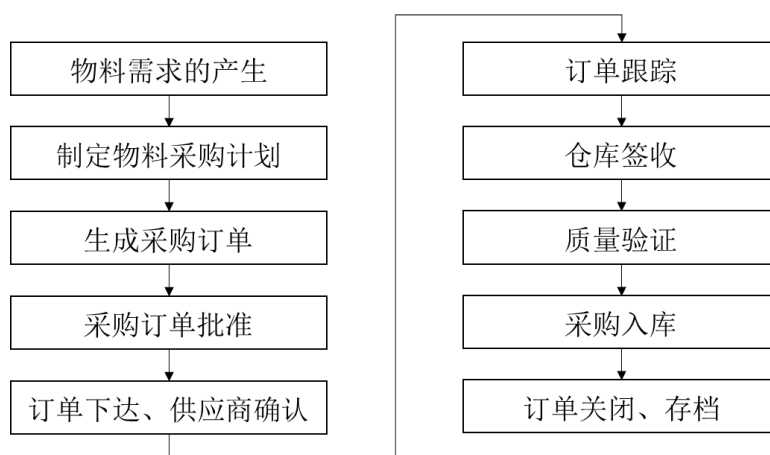 物料需求的产生
制定物料采购计划
生成采购订单
采购订单批准
订单下达、供应商确认
订单跟踪
仓库签收
质量验证
采购入库
订单关闭、存档